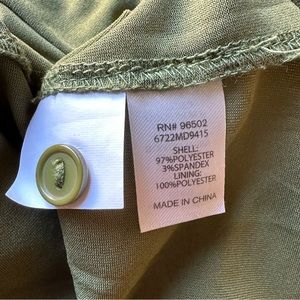 RN# 96502
6722MD9415
SHELL:
97%POLYESTER
3%SPANDEX
LINING:
100%POLYESTER
MADE IN CHINA